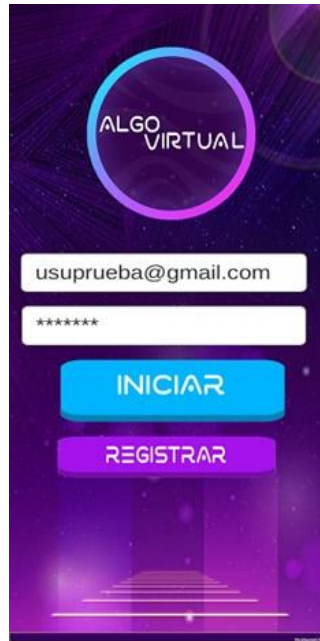 ALGO
VIRTUAL
usuprueba@gmail.com
*******
INICIAR
REGISTRAR